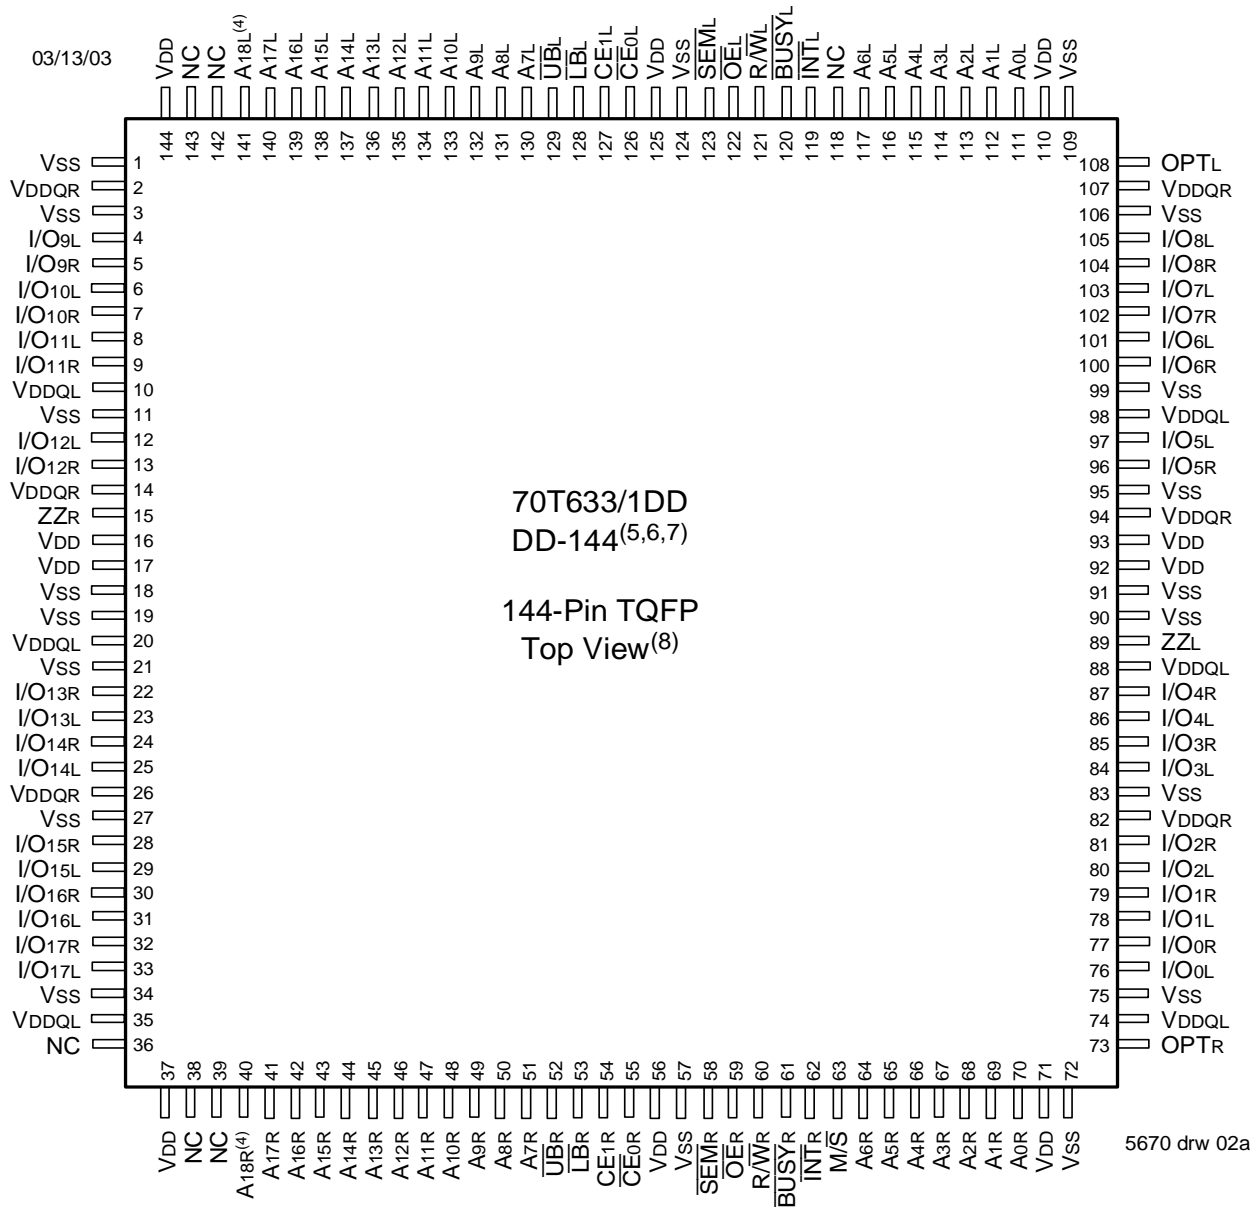 03/13/03
VDD
NC
NC
A18L(4)
A17L
A16L
A15L
A14L
A13L
A12L
A11L
A10L
A9L
A8L
A7L
UBL
LBL
CE1L
CE0L
VDD
VSS
SEML
OEL
R/WL
BUSYL
INTL
NC
A6L
A5L
A4L
A3L
A2L
A1L
A0L
VDD
VSS
144
143
142
141
140
139
138
137
136
135
134
133
132
131
130
129
128
127
126
125
124
123
122
121
120
119
118
117
116
115
114
113
112
111
110
109
VSS 1
VDDQR 2
VSS 3
I/O9L 4
I/O9R 5
I/O10L 6
I/O10R 7
I/O11L 8
I/O11R 9
VDDQL 10
VSS 11
I/O12L 12
I/O12R 13
VDDQR 14
ZZR 15
VDD 16
VDD 17
VSS 18
VSS 19
VDDQL 20
VSS 21
I/O13R 22
I/O13L 23
I/O14R 24
I/O14L 25
VDDQR 26
VSS 27
I/O15R 28
I/O15L 29
I/O16R 30
I/O16L 31
I/O17R 32
I/O17L 33
VSS 34
VDDQL 35
NC 36
70T633/1DD
DD-144(5,6,7)
144-Pin TQFP
Top View(8)
108 OPTL
107 VDDQR
106 VSS
105 I/O8L
104 I/O8R
103 I/O7L
102 I/O7R
101 I/O6L
100 I/O6R
99 VSS
98 VDDQL
97 I/O5L
96 I/O5R
95 VSS
94 VDDQR
93 VDD
92 VDD
91 VSS
90 VSS
89 ZZL
88 VDDQL
87 I/O4R
86 I/O4L
85 I/O3R
84 I/O3L
83 VSS
82 VDDQR
81 I/O2R
80 I/O2L
79 I/O1R
78 I/O1L
77 I/O0R
76 I/O0L
75 VSS
74 VDDQL
73 OPTR
37
38
39
40
41
42
43
44
45
46
47
48
49
50
51
52
53
54
55
56
57
58
59
60
61
62
63
64
65
66
67
68
69
70
71
72
VDD
NC
NC
A18R(4)
A17R
A16R
A15R
A14R
A13R
A12R
A11R
A10R
A9R
A8R
A7R
UBR
LBR
CE1R
CE0R
VDD
VSS
SEMR
OER
R/WR
BUSYR
INTR
M/S
A6R
A5R
A4R
A3R
A2R
A1R
A0R
VDD
VSS
5670 drw 02a